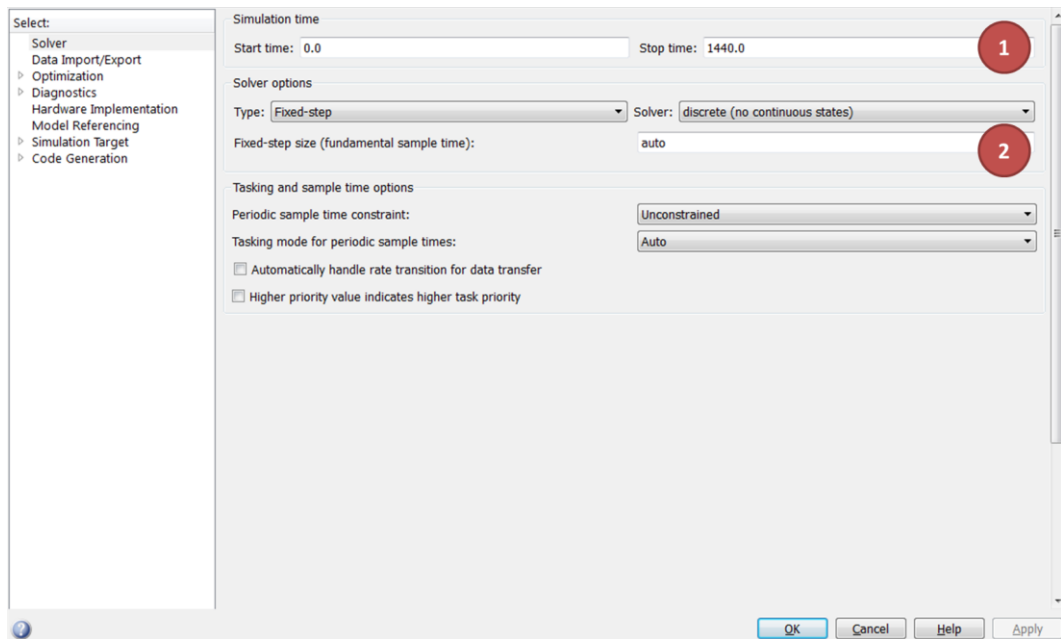 Select:
Solver
Data Import/Export
Optimization
Diagnostics
Hardware Implementation
Model Referencing
Simulation Target
Code Generation
Simulation time
Start time: 0.0 Stop time: 1440.0 1
Solver options
Type: Fixed-step Solver: discrete (no continuous states)
Fixed-step size (fundamental sample time): auto 2
Tasking and sample time options
Periodic sample time constraint: Unconstrained
Tasking mode for periodic sample times: Auto
Automatically handle rate transition for data transfer
Higher priority value indicates higher task priority
OK Cancel Help Apply